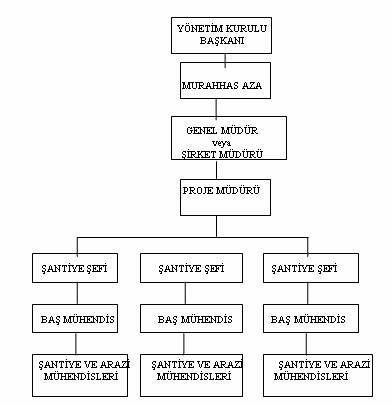 YÖNETİM KURULU
BAŞKANI
MURAHHAS AZA
GENEL MÜDÜR
veya
ŞİRKET MÜDÜRÜ
PROJE MÜDÜRÜ
ŞANTİYE ŞEFİ
ŞANTİYE ŞEFİ
ŞANTİYE ŞEFİ
BAŞ MÜHENDİS
BAŞ MÜHENDİS
BAŞ MÜHENDİS
ŞANTİYE VE ARAZİ
MÜHENDİSLERİ
ŞANTİYE VE ARAZİ
MÜHENDİSLERİ
ŞANTİYE VE ARAZİ
MÜHENDİSLERİ